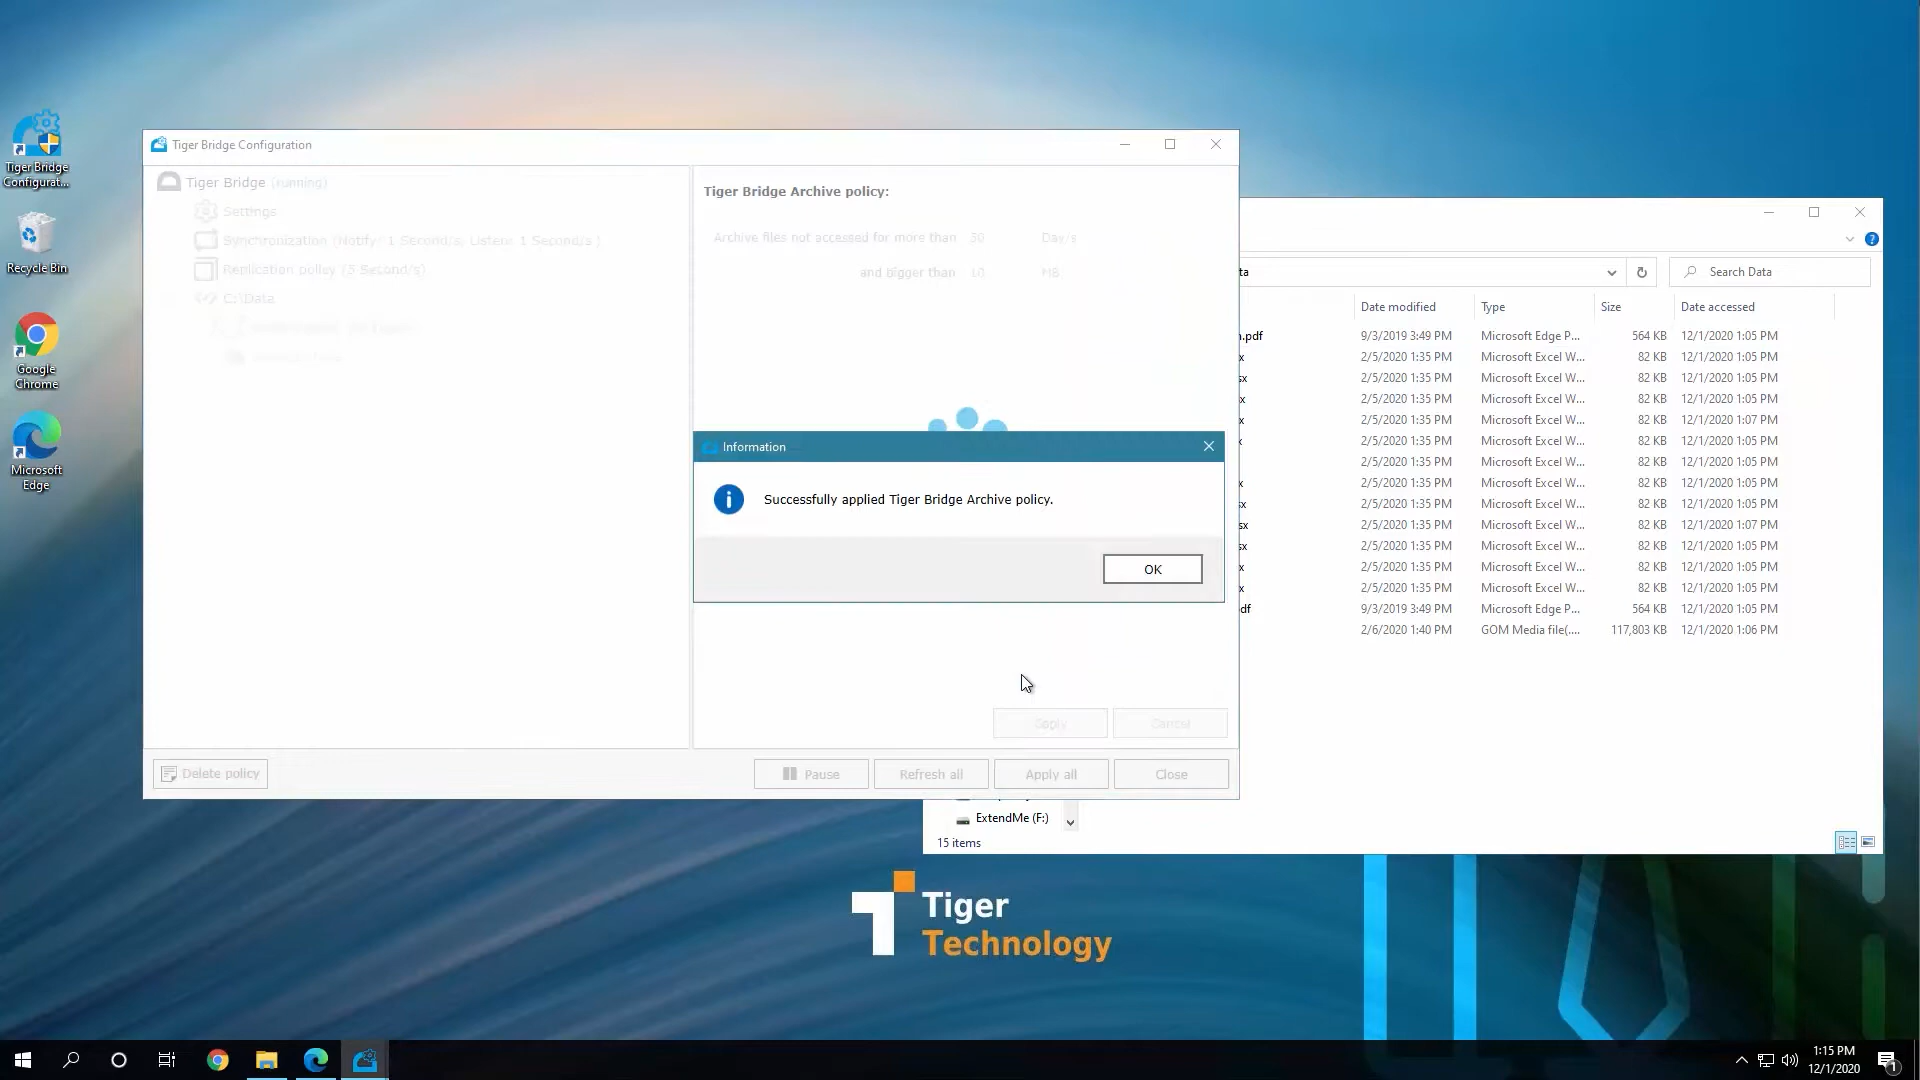 Tiger Bridge
Configurat...
Recycle Bin
Google
Chrome
Microsoft
Edge
Tiger Bridge Configuration
Tiger Bridge (running)
Settings
Synchronization (Notify: 1 Second/s, Listen: 1 Second/s )
Replication policy (5 Second/s)
C:\Data
Tiger Bridge Archive policy:
Archive files not accessed for more than 30 Day/s
and bigger than 10 MB
Information
Successfully applied Tiger Bridge Archive policy.
OK
Apply Cancel
Delete policy Pause Refresh all Apply all Close
ta Search Data
Date modified Type Size Date accessed
.pdf 9/3/2019 3:49 PM Microsoft Edge P... 564 KB 12/1/2020 1:05 PM
x 2/5/2020 1:35 PM Microsoft Excel W... 82 KB 12/1/2020 1:05 PM
sx 2/5/2020 1:35 PM Microsoft Excel W... 82 KB 12/1/2020 1:05 PM
x 2/5/2020 1:35 PM Microsoft Excel W... 82 KB 12/1/2020 1:05 PM
x 2/5/2020 1:35 PM Microsoft Excel W... 82 KB 12/1/2020 1:07 PM
x 2/5/2020 1:35 PM Microsoft Excel W... 82 KB 12/1/2020 1:05 PM
2/5/2020 1:35 PM Microsoft Excel W... 82 KB 12/1/2020 1:05 PM
x 2/5/2020 1:35 PM Microsoft Excel W... 82 KB 12/1/2020 1:05 PM
sx 2/5/2020 1:35 PM Microsoft Excel W... 82 KB 12/1/2020 1:05 PM
sx 2/5/2020 1:35 PM Microsoft Excel W... 82 KB 12/1/2020 1:07 PM
sx 2/5/2020 1:35 PM Microsoft Excel W... 82 KB 12/1/2020 1:05 PM
x 2/5/2020 1:35 PM Microsoft Excel W... 82 KB 12/1/2020 1:05 PM
x 2/5/2020 1:35 PM Microsoft Excel W... 82 KB 12/1/2020 1:05 PM
df 9/3/2019 3:49 PM Microsoft Edge P... 564 KB 12/1/2020 1:05 PM
2/6/2020 1:40 PM GOM Media file(.... 117,803 KB 12/1/2020 1:06 PM
ExtendMe (F:)
15 items
Tiger
Technology
1:15 PM
12/1/2020
1